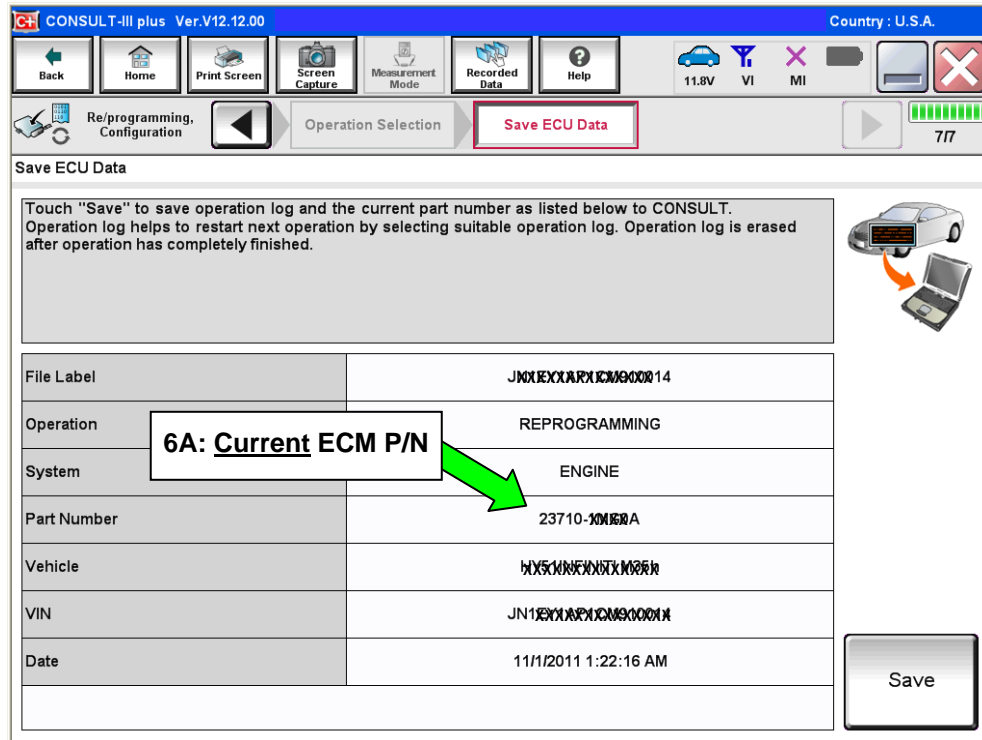 CONSULT-III plus Ver.V12.12.00 Country : U.S.A.
Back Home Print Screen Screen Capture Measurement Mode Recorded Data Help 11.8V VI MI
Re/programming, Configuration Operation Selection Save ECU Data 7/7
Save ECU Data
Touch "Save" to save operation log and the current part number as listed below to CONSULT.
Operation log helps to restart next operation by selecting suitable operation log. Operation log is erased
after operation has completely finished.
File Label
Operation REPROGRAMMING
6A: Current ECM P/N
System ENGINE
Part Number
Vehicle
VIN
Date 11/1/2011 1:22:16 AM
Save